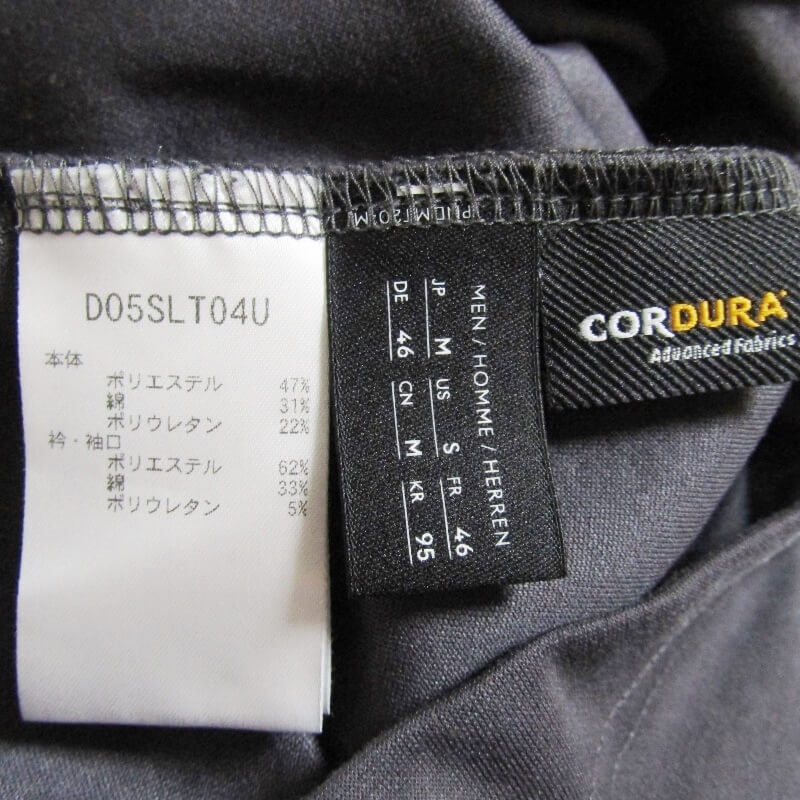 D05SLT04U
本体
ポリエステル 47%
綿 31%
ポリウレタン 22%
衿・袖口
ポリエステル 62%
綿 33%
ポリウレタン 5%
MEN / HOMME / HERREN
JP M US S FR 46
DE 46 CN M KR 95
CORDURA
Advanced Fabrics